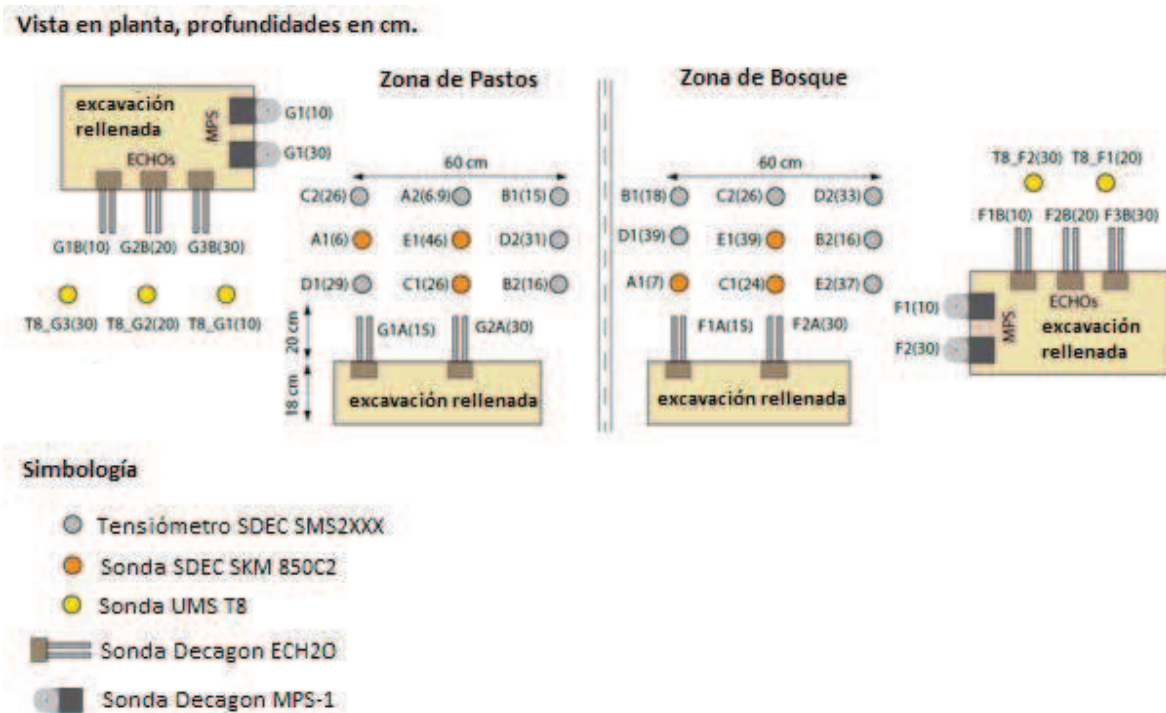 Vista en planta, profundidades en cm.
Zona de Pastos
Zona de Bosque
excavación
rellenada
MPS
ECHOs
G1(10)
G1(30)
G1B(10) G2B(20) G3B(30)
T8_G3(30) T8_G2(20) T8_G1(10)
60 cm
C2(26) A2(6.9) B1(15)
A1(6) E1(46) D2(31)
D1(29) C1(26) B2(16)
20 cm
G1A(15) G2A(30)
18 cm
excavación rellenada
60 cm
B1(18) C2(26) D2(33)
D1(39) E1(39) B2(16)
A1(7) C1(24) E2(37)
F1A(15) F2A(30)
excavación rellenada
T8_F2(30) T8_F1(20)
F1B(10) F2B(20) F3B(30)
F1(10)
F2(30)
MPS
ECHOs
excavación
rellenada
Simbología
Tensiómetro SDEC SMS2XXX
Sonda SDEC SKM 850C2
Sonda UMS T8
Sonda Decagon ECH2O
Sonda Decagon MPS-1